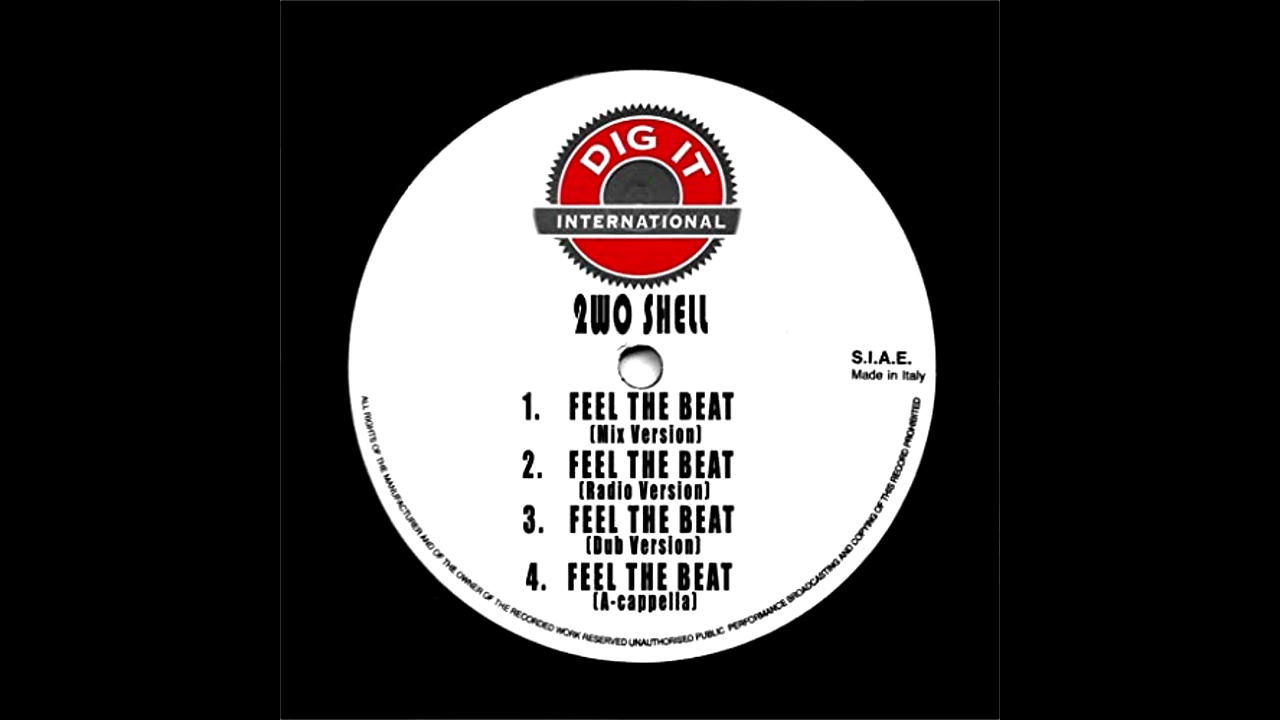 DIG IT
INTERNATIONAL
2WO SHELL
S.I.A.E.
Made in Italy
1. FEEL THE BEAT
(Mix Version)
2. FEEL THE BEAT
(Radio Version)
3. FEEL THE BEAT
(Dub Version)
4. FEEL THE BEAT
(A-cappella)
ALL RIGHTS OF THE MANUFACTURER AND OF THE OWNER OF THE RECORDED WORK RESERVED UNAUTHORISED PUBLIC PERFORMANCE BROADCASTING AND COPYING OF THIS RECORD PROHIBITED